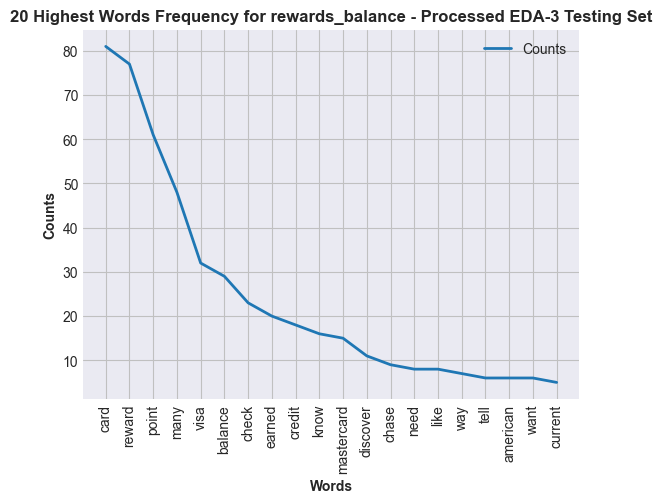 20 Highest Words Frequency for rewards_balance - Processed EDA-3 Testing Set
Counts
80
70
60
50
40
30
20
10
Counts
card
reward
point
many
visa
balance
check
earned
credit
know
mastercard
discover
chase
need
like
way
tell
american
want
current
Words